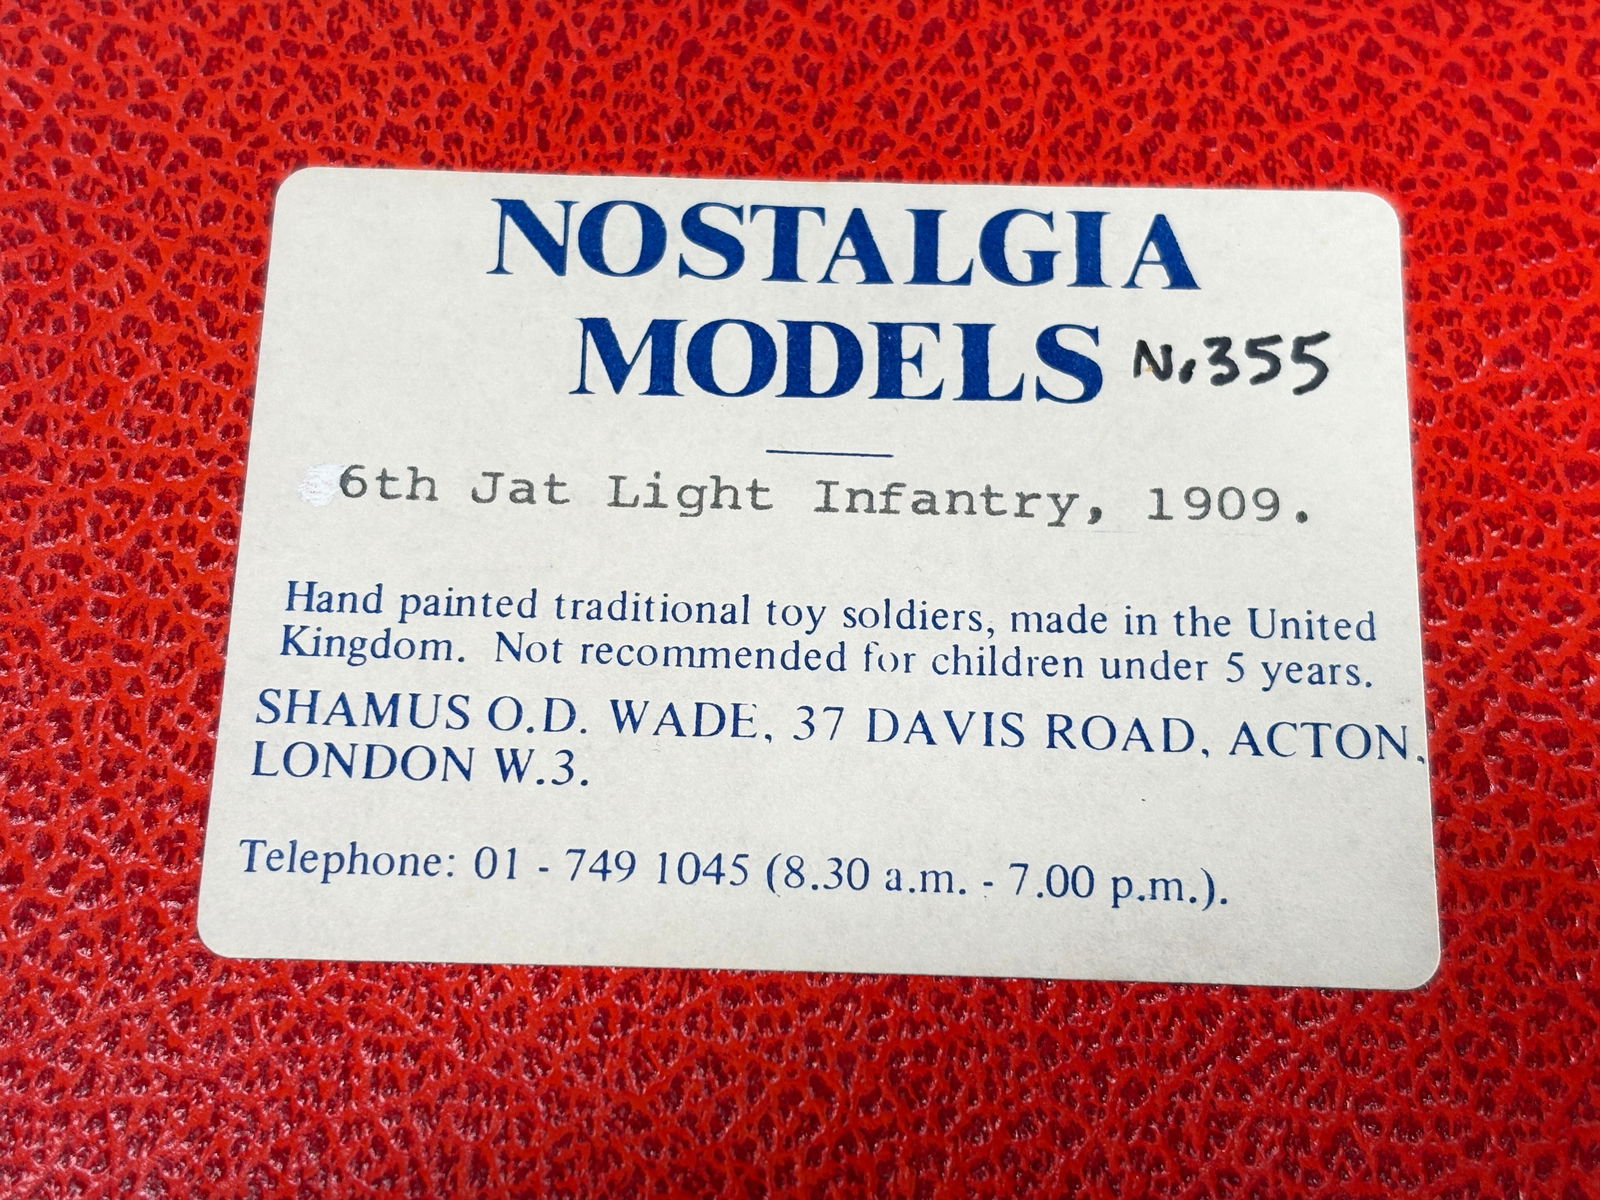 NOSTALGIA
MODELS Nr 355
6th Jat Light Infantry, 1909.
Hand painted traditional toy soldiers, made in the United
Kingdom. Not recommended for children under 5 years.
SHAMUS O.D. WADE, 37 DAVIS ROAD, ACTON,
LONDON W.3.
Telephone: 01 - 749 1045 (8.30 a.m. - 7.00 p.m.).